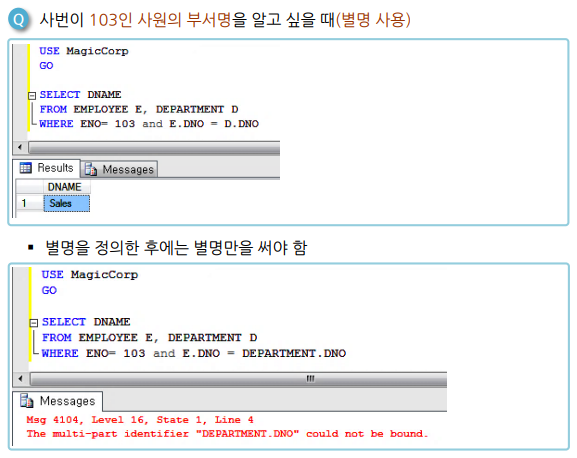 Q 사번이 103인 사원의 부서명을 알고 싶을 때(별명 사용)
USE MagicCorp
GO
SELECT DNAME
FROM EMPLOYEE E, DEPARTMENT D
WHERE ENO= 103 and E.DNO = D.DNO
Results Messages
DNAME
1 Sales
▪ 별명을 정의한 후에는 별명만을 써야 함
USE MagicCorp
GO
SELECT DNAME
FROM EMPLOYEE E, DEPARTMENT D
WHERE ENO= 103 and E.DNO = DEPARTMENT.DNO
Messages
Msg 4104, Level 16, State 1, Line 4
The multi-part identifier "DEPARTMENT.DNO" could not be bound.